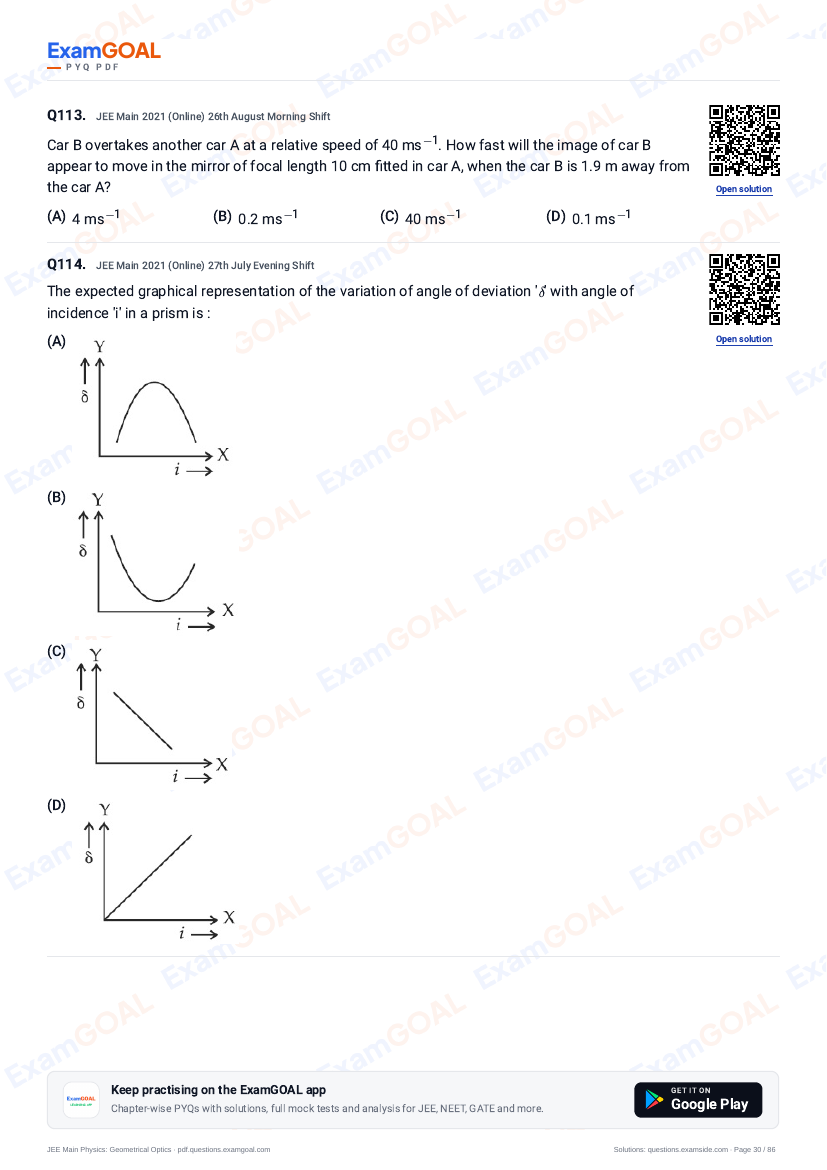 ExamGOAL
PYQ PDF
Q113. JEE Main 2021 (Online) 26th August Morning Shift
Car B overtakes another car A at a relative speed of 40 ms⁻¹. How fast will the image of car B
appear to move in the mirror of focal length 10 cm fitted in car A, when the car B is 1.9 m away from
the car A?
Open solution
(A) 4 ms⁻¹ (B) 0.2 ms⁻¹ (C) 40 ms⁻¹ (D) 0.1 ms⁻¹
Q114. JEE Main 2021 (Online) 27th July Evening Shift
The expected graphical representation of the variation of angle of deviation 'δ' with angle of
incidence 'i' in a prism is :
Open solution
(A)
Y
δ
X
i
(B)
Y
δ
X
i
(C)
Y
δ
X
i
(D)
Y
δ
X
i
ExamGOAL
Keep practising on the ExamGOAL app
Chapter-wise PYQs with solutions, full mock tests and analysis for JEE, NEET, GATE and more.
GET IT ON
Google Play
JEE Main Physics: Geometrical Optics · pdf.questions.examgoal.com
Solutions: questions.examside.com · Page 30 / 86